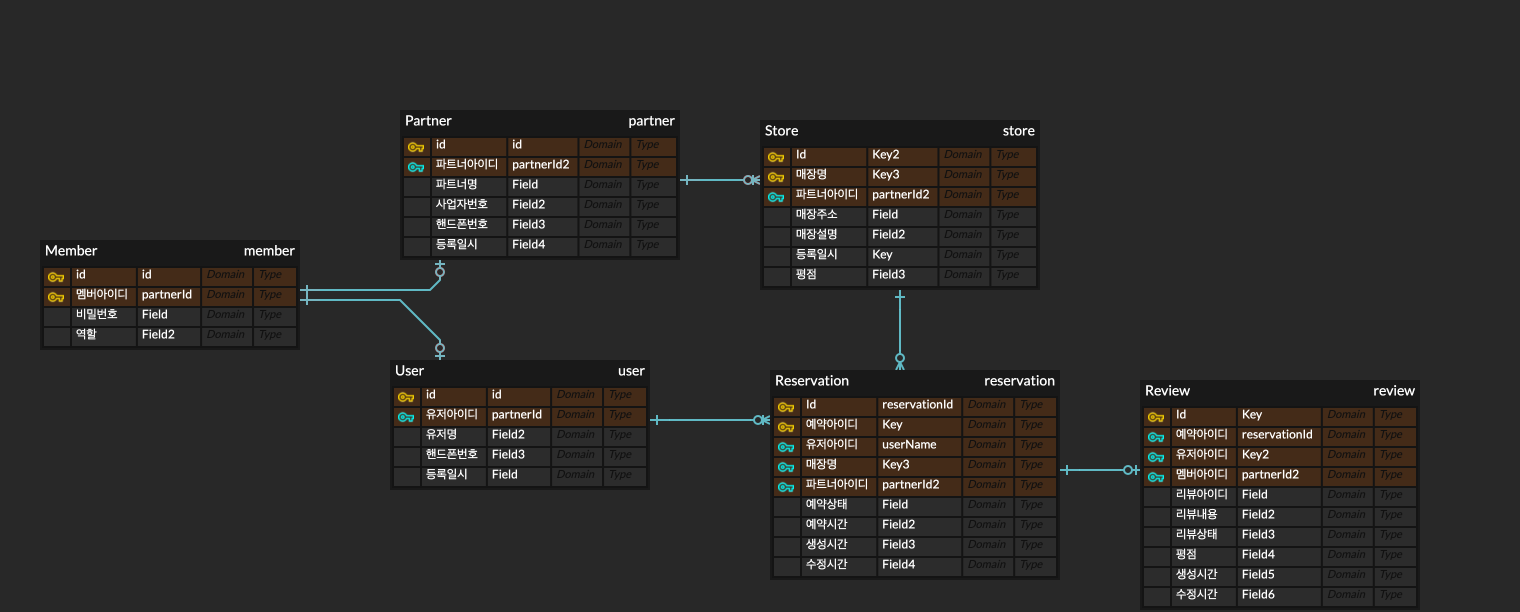 Partner partner
id id Domain Type
파트너아이디 partnerId2 Domain Type
파트너명 Field Domain Type
사업자번호 Field2 Domain Type
핸드폰번호 Field3 Domain Type
등록일시 Field4 Domain Type
Store store
Id Key2 Domain Type
매장명 Key3 Domain Type
파트너아이디 partnerId2 Domain Type
매장주소 Field Domain Type
매장설명 Field2 Domain Type
등록일시 Key Domain Type
평점 Field3 Domain Type
Member member
id id Domain Type
멤버아이디 partnerId Domain Type
비밀번호 Field Domain Type
역할 Field2 Domain Type
User user
id id Domain Type
유저아이디 partnerId Domain Type
유저명 Field2 Domain Type
핸드폰번호 Field3 Domain Type
등록일시 Field Domain Type
Reservation reservation
Id reservationId Domain Type
예약아이디 Key Domain Type
유저아이디 userName Domain Type
매장명 Key3 Domain Type
파트너아이디 partnerId2 Domain Type
예약상태 Field Domain Type
예약시간 Field2 Domain Type
생성시간 Field3 Domain Type
수정시간 Field4 Domain Type
Review review
Id Key Domain Type
예약아이디 reservationId Domain Type
유저아이디 Key2 Domain Type
멤버아이디 partnerId2 Domain Type
리뷰아이디 Field Domain Type
리뷰내용 Field2 Domain Type
리뷰상태 Field3 Domain Type
평점 Field4 Domain Type
생성시간 Field5 Domain Type
수정시간 Field6 Domain Type